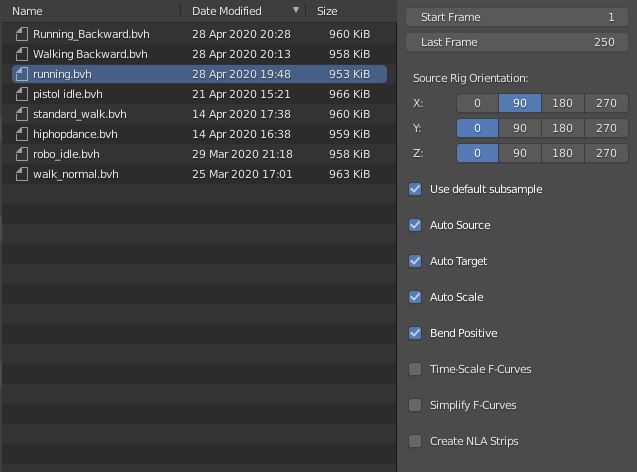 Name Date Modified Size
Running_Backward.bvh 28 Apr 2020 20:28 960 KiB
Walking Backward.bvh 28 Apr 2020 20:13 958 KiB
running.bvh 28 Apr 2020 19:48 953 KiB
pistol idle.bvh 21 Apr 2020 15:21 966 KiB
standard_walk.bvh 14 Apr 2020 17:38 960 KiB
hiphopdance.bvh 14 Apr 2020 16:38 959 KiB
robo_idle.bvh 29 Mar 2020 21:18 958 KiB
walk_normal.bvh 25 Mar 2020 17:01 963 KiB
Start Frame 1
Last Frame 250
Source Rig Orientation:
X: 0 90 180 270
Y: 0 90 180 270
Z: 0 90 180 270
Use default subsample
Auto Source
Auto Target
Auto Scale
Bend Positive
Time-Scale F-Curves
Simplify F-Curves
Create NLA Strips